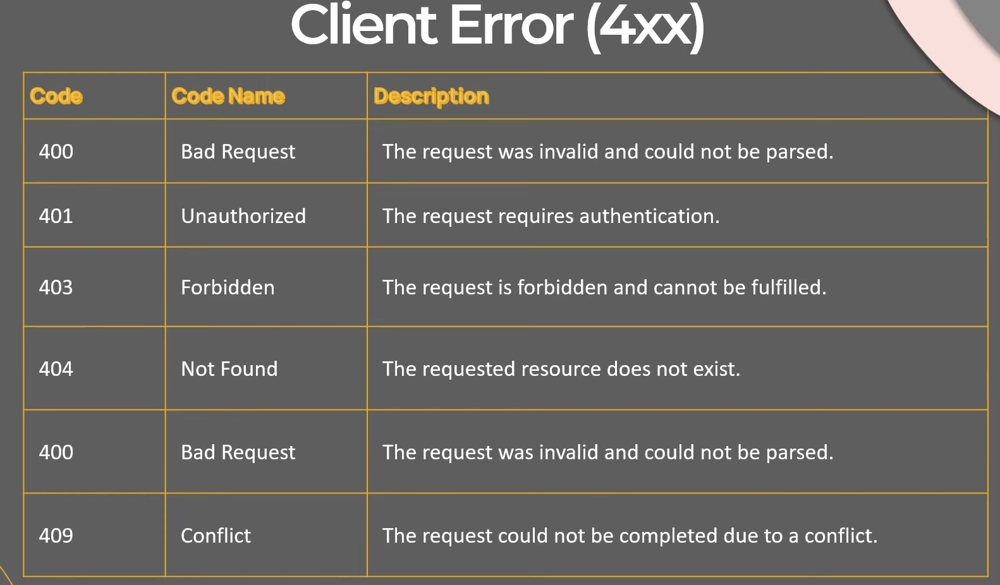 Client Error (4xx)
Code Code Name Description
400 Bad Request The request was invalid and could not be parsed.
401 Unauthorized The request requires authentication.
403 Forbidden The request is forbidden and cannot be fulfilled.
404 Not Found The requested resource does not exist.
400 Bad Request The request was invalid and could not be parsed.
409 Conflict The request could not be completed due to a conflict.